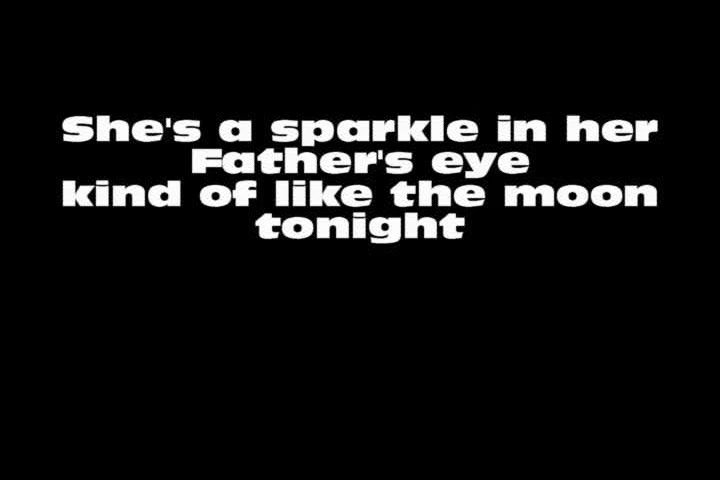 She's a sparkle in her
Father's eye
kind of like the moon
tonight